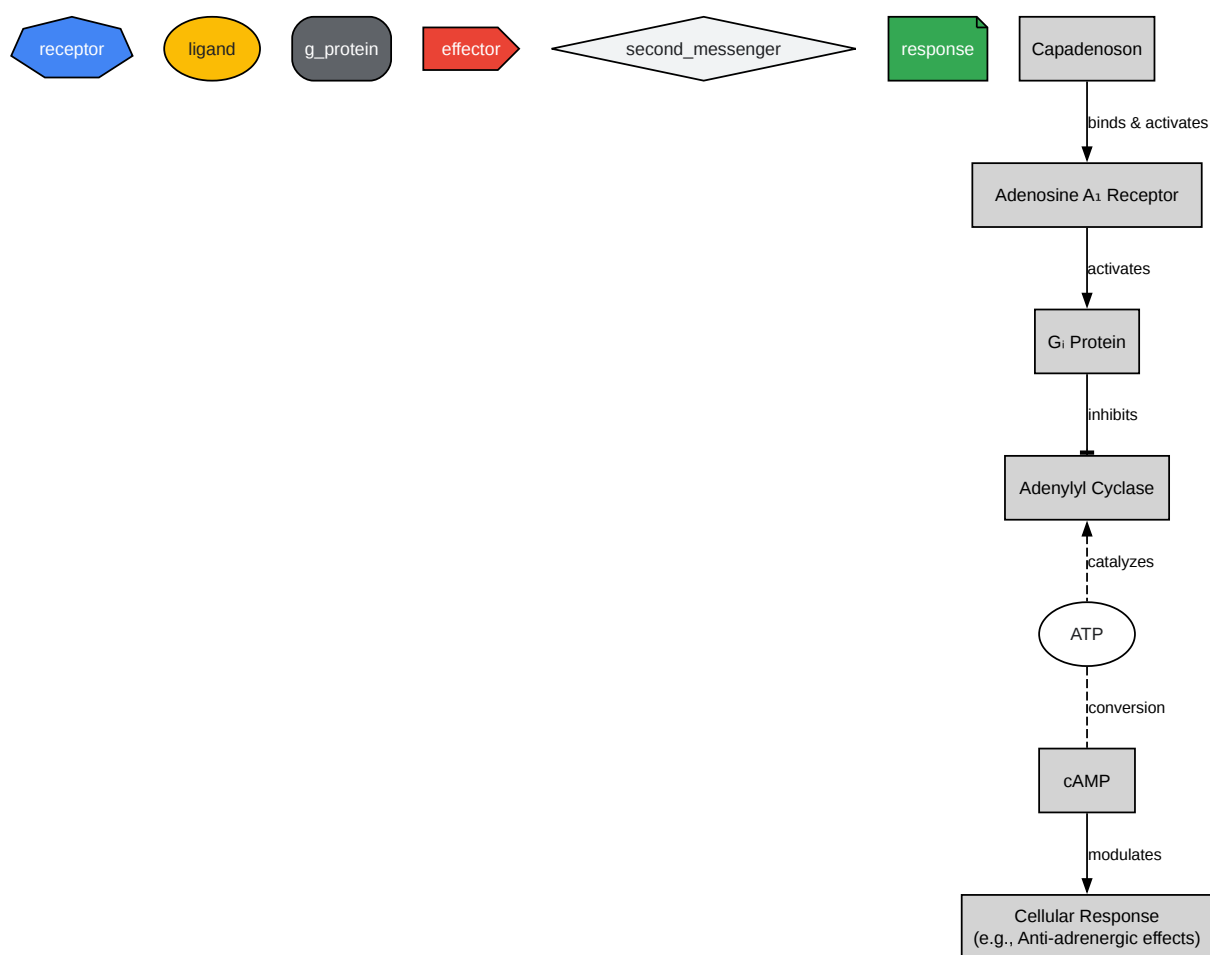 receptor
ligand
g_protein
effector
second_messenger
response
Capadenoson
binds & activates
Adenosine A₁ Receptor
activates
Gᵢ Protein
inhibits
Adenylyl Cyclase
catalyzes
ATP
conversion
cAMP
modulates
Cellular Response
(e.g., Anti-adrenergic effects)